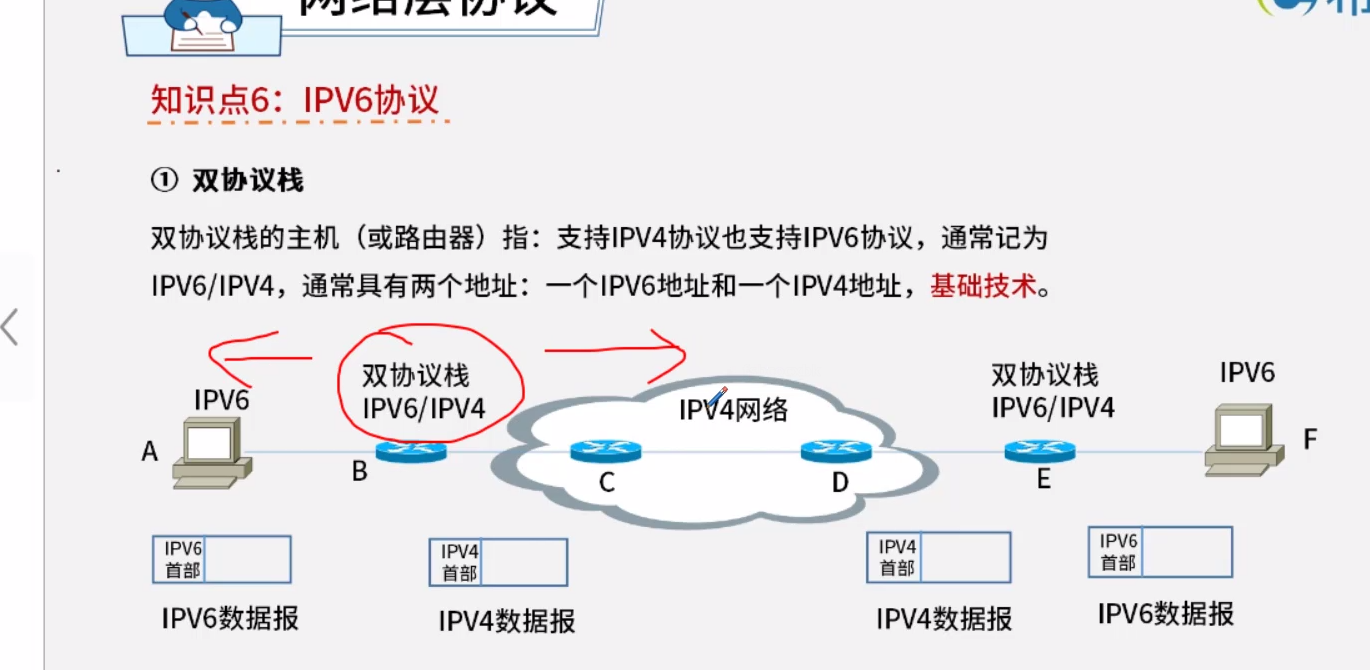 网络层协议
知识点6：IPV6协议
① 双协议栈
双协议栈的主机（或路由器）指：支持IPV4协议也支持IPV6协议，通常记为
IPV6/IPV4，通常具有两个地址：一个IPV6地址和一个IPV4地址，基础技术。
双协议栈
IPV6/IPV4
双协议栈
IPV6/IPV4
IPV6
IPV6
IPV4网络
A
B
C
D
E
F
IPV6
首部
IPV4
首部
IPV4
首部
IPV6
首部
IPV6数据报
IPV4数据报
IPV4数据报
IPV6数据报